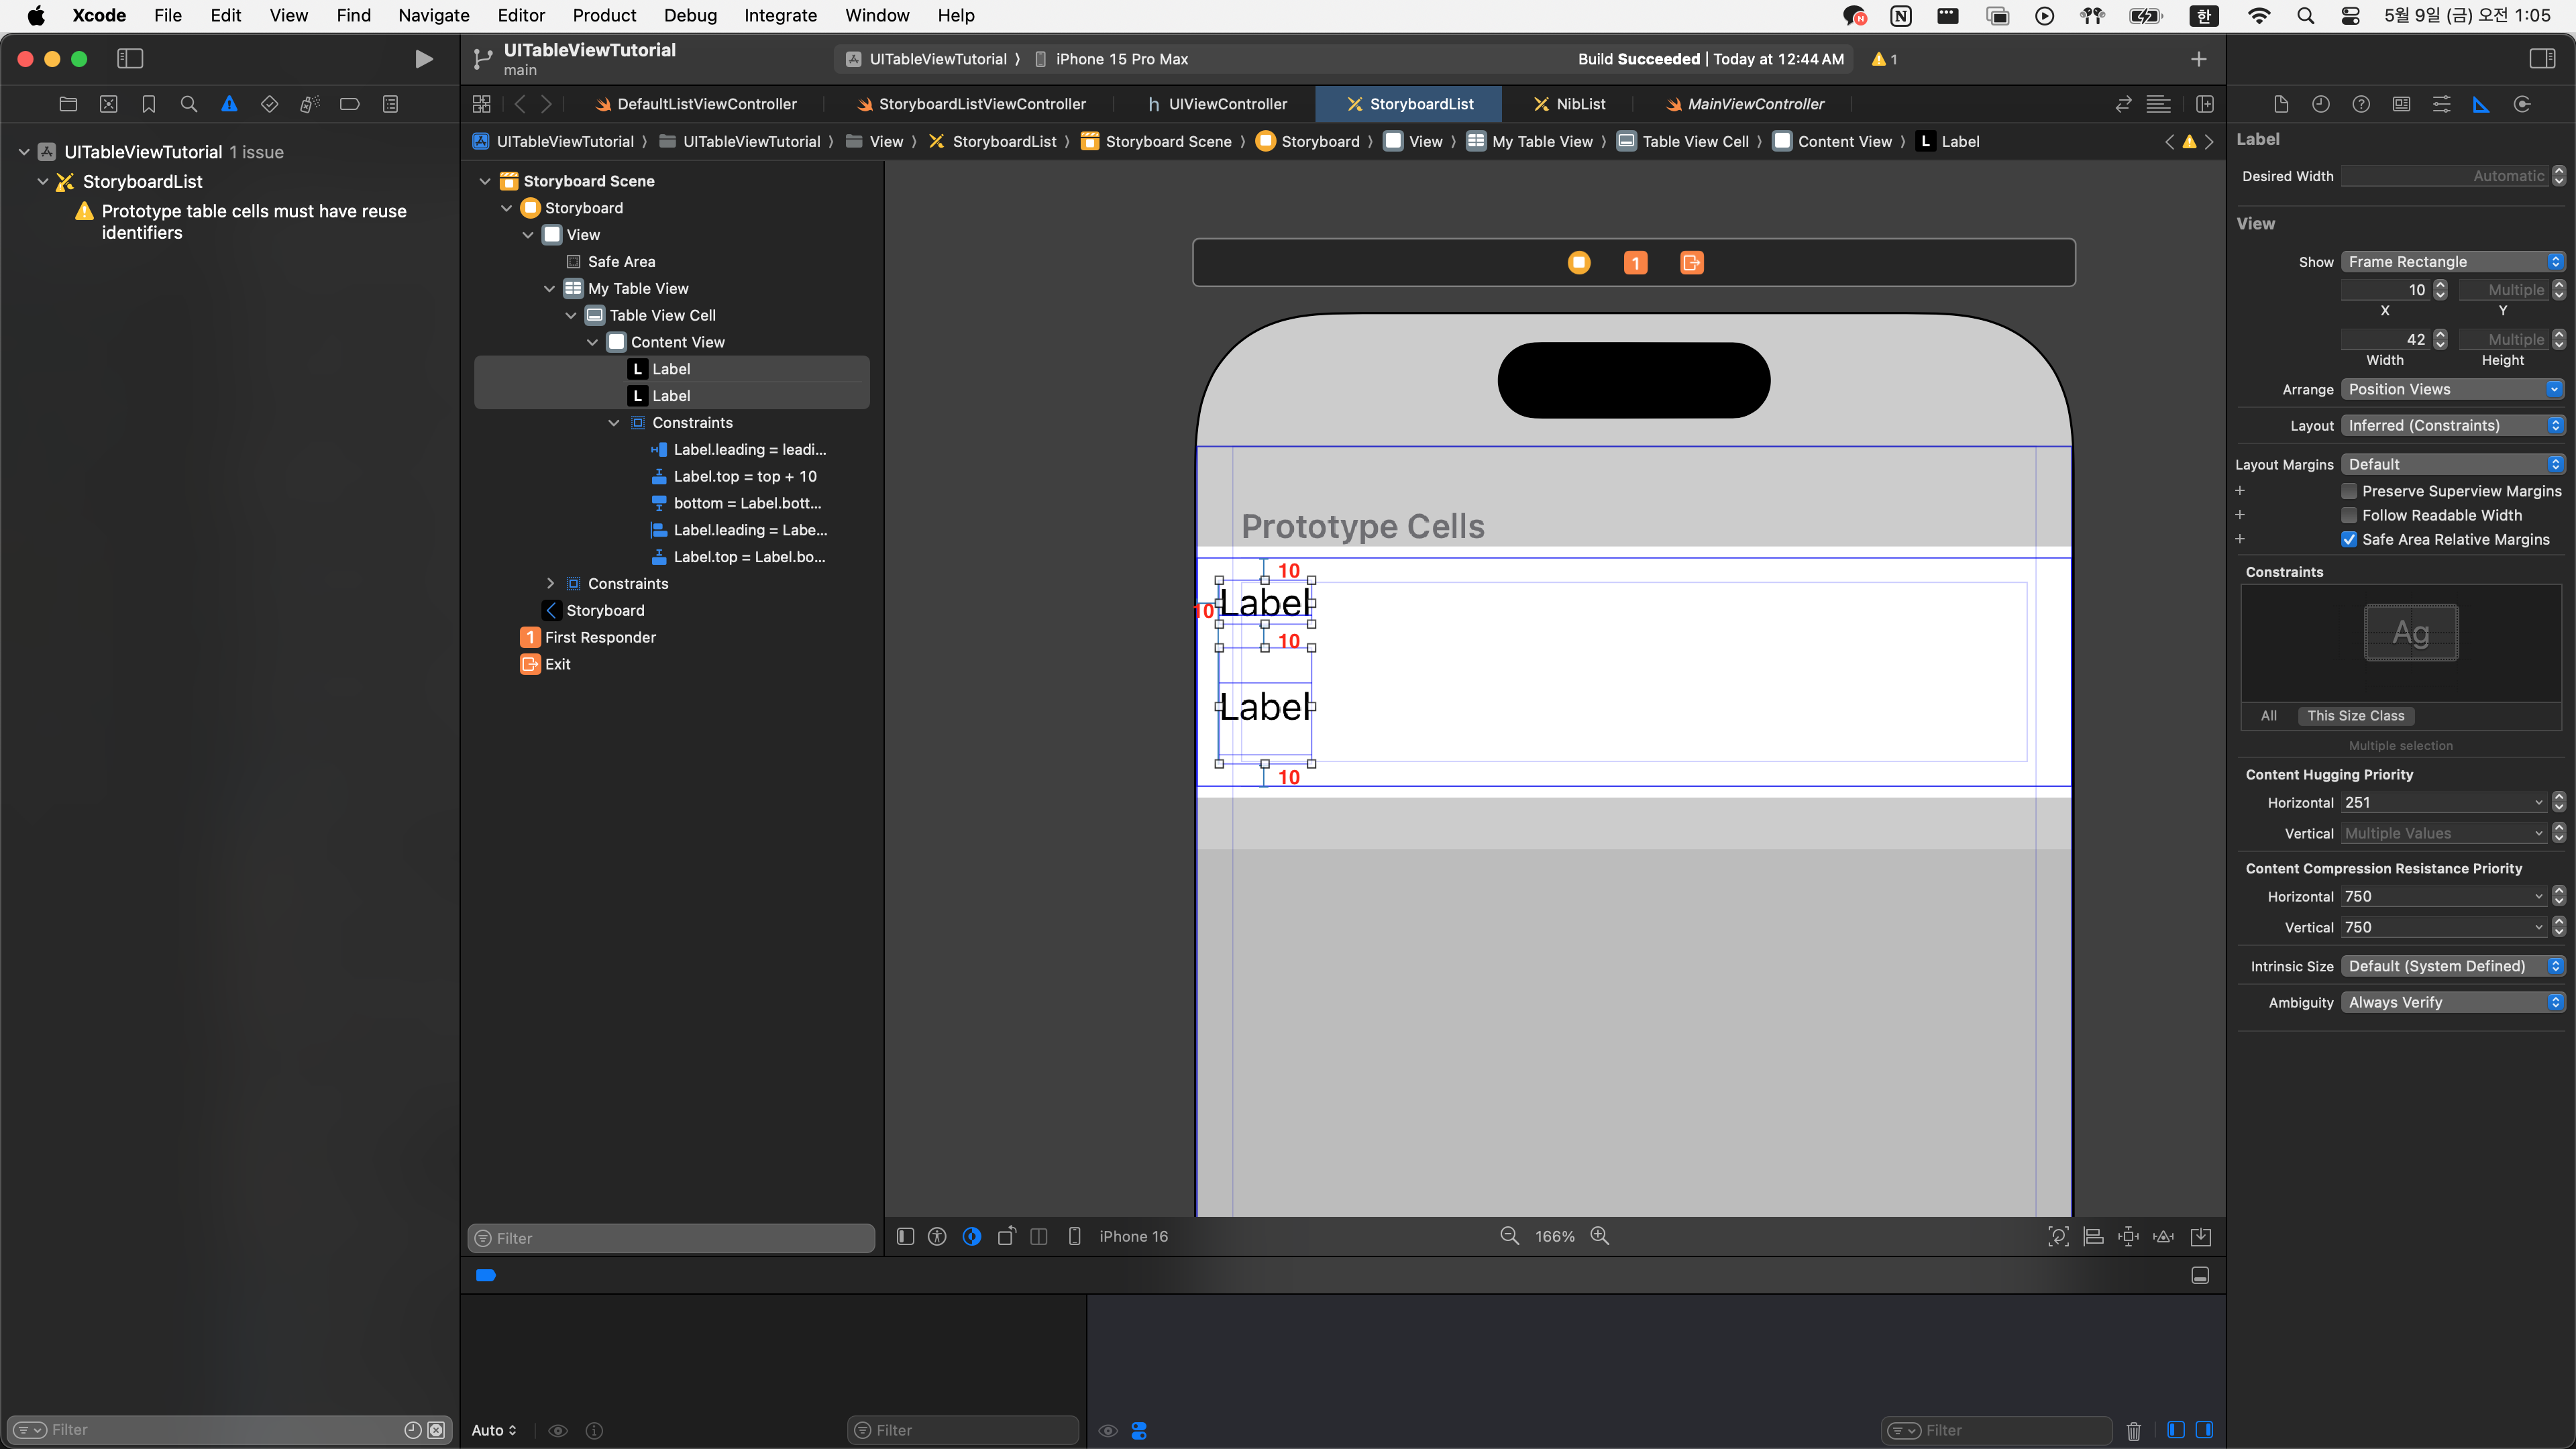 Xcode File Edit View Find Navigate Editor Product Debug Integrate Window Help
한 5월 9일 (금) 오전 1:05
UITableViewTutorial
main
UITableViewTutorial 〉 iPhone 15 Pro Max
Build Succeeded | Today at 12:44 AM
1
DefaultListViewController StoryboardListViewController UIViewController StoryboardList NibList MainViewController
UITableViewTutorial 〉 UITableViewTutorial 〉 View 〉 StoryboardList 〉 Storyboard Scene 〉 Storyboard 〉 View 〉 My Table View 〉 Table View Cell 〉 Content View 〉 L Label
UITableViewTutorial 1 issue
StoryboardList
Prototype table cells must have reuse
identifiers
Filter
Storyboard Scene
Storyboard
View
Safe Area
My Table View
Table View Cell
Content View
L Label
L Label
Constraints
Label.leading = leadi...
Label.top = top + 10
bottom = Label.bott...
Label.leading = Labe...
Label.top = Label.bo...
Constraints
Storyboard
1 First Responder
Exit
Filter
1
Prototype Cells
10
10 Label
10
Label
10
iPhone 16
166%
Auto
Filter
Filter
Label
Desired Width Automatic
View
Show Frame Rectangle
10 Multiple
X Y
42 Multiple
Width Height
Arrange Position Views
Layout Inferred (Constraints)
Layout Margins Default
Preserve Superview Margins
Follow Readable Width
Safe Area Relative Margins
Constraints
Ag
All This Size Class
Multiple selection
Content Hugging Priority
Horizontal 251
Vertical Multiple Values
Content Compression Resistance Priority
Horizontal 750
Vertical 750
Intrinsic Size Default (System Defined)
Ambiguity Always Verify